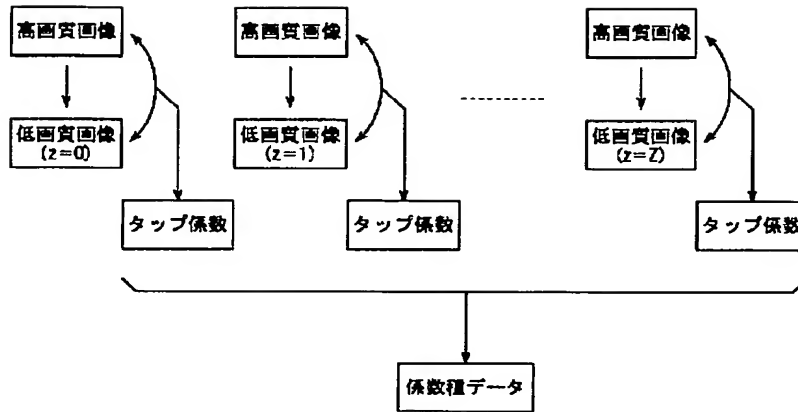 高画質画像
高画質画像
高画質画像
低画質画像
(z=0)
低画質画像
(z=1)
低画質画像
(z=Z)
タップ係数
タップ係数
タップ係数
係数種データ